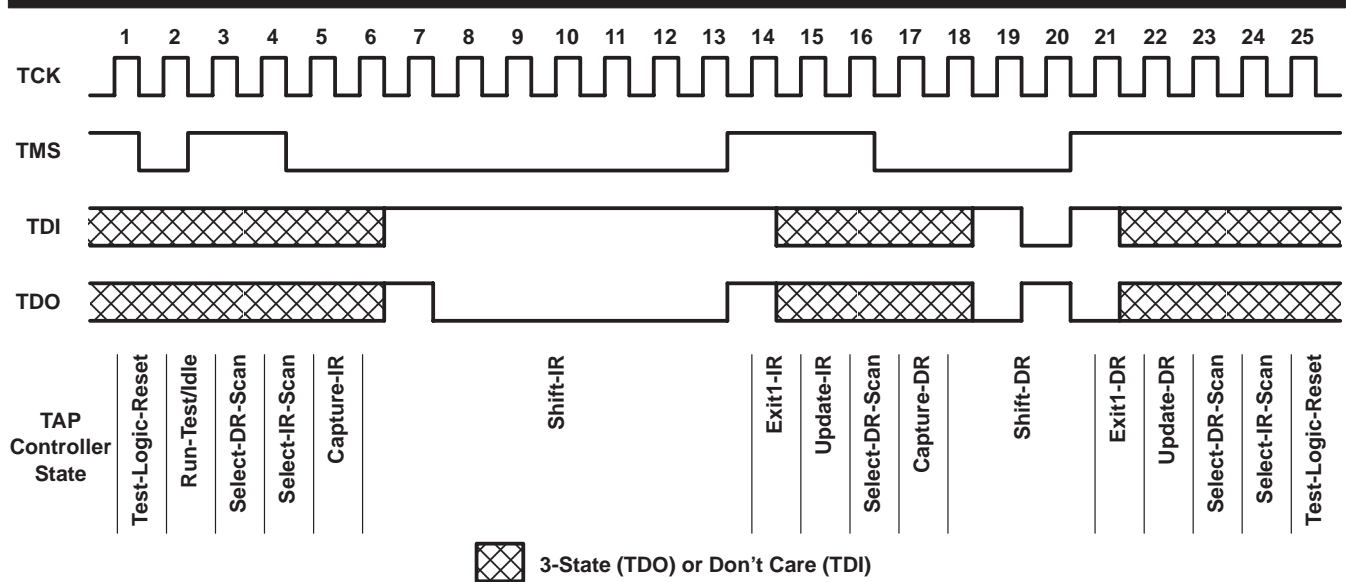 1 2 3 4 5 6 7 8 9 10 11 12 13 14 15 16 17 18 19 20 21 22 23 24 25
TCK
TMS
TDI
TDO
TAP
Controller
State
Test-Logic-Reset
Run-Test/Idle
Select-DR-Scan
Select-IR-Scan
Capture-IR
Shift-IR
Exit1-IR
Update-IR
Select-DR-Scan
Capture-DR
Shift-DR
Exit1-DR
Update-DR
Select-DR-Scan
Select-IR-Scan
Test-Logic-Reset
3-State (TDO) or Don't Care (TDI)